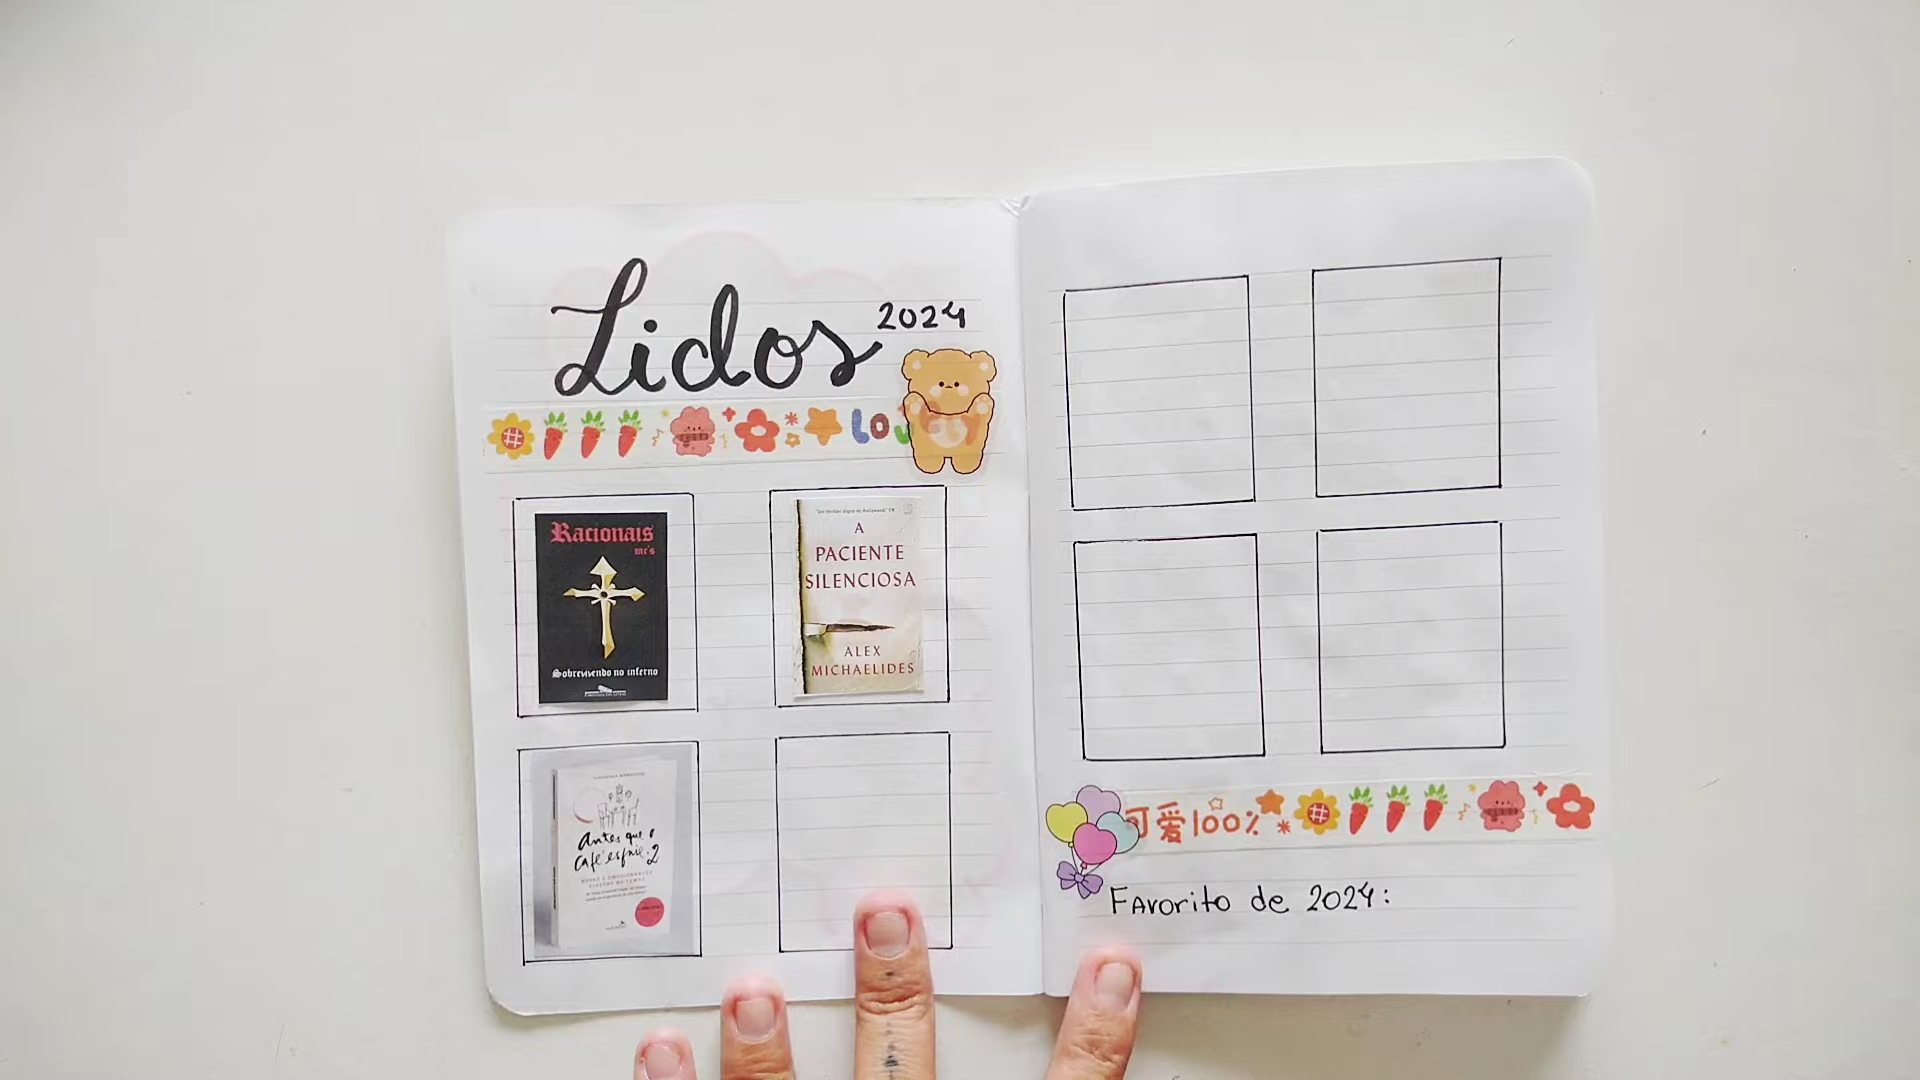 Lidos 2024
LO
Racionais
mc's
Sobrevivendo no inferno
A
PACIENTE
SILENCIOSA
ALEX
MICHAELIDES
antes que o
café esfrie 2
可爱100%
Favorito de 2024: